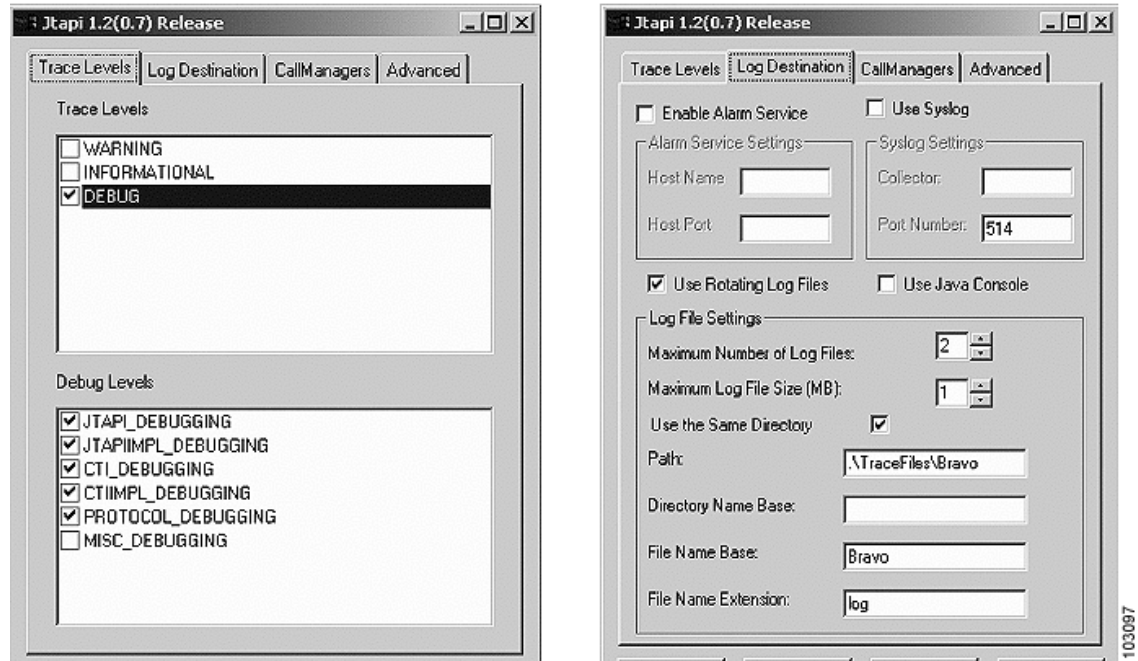 Jtapi 1.2(0.7) Release
Trace Levels Log Destination CallManagers Advanced
Trace Levels
WARNING
INFORMATIONAL
DEBUG
Debug Levels
JTAPI_DEBUGGING
JTAPIIMPL_DEBUGGING
CTI_DEBUGGING
CTIIMPL_DEBUGGING
PROTOCOL_DEBUGGING
MISC_DEBUGGING
Jtapi 1.2(0.7) Release
Trace Levels Log Destination CallManagers Advanced
Enable Alarm Service Use Syslog
Alarm Service Settings Syslog Settings
Host Name Collector:
Host Port Port Number: 514
Use Rotating Log Files Use Java Console
Log File Settings
Maximum Number of Log Files: 2
Maximum Log File Size (MB): 1
Use the Same Directory
Path: .\TraceFiles\Bravo
Directory Name Base:
File Name Base: Bravo
File Name Extension: log
103097